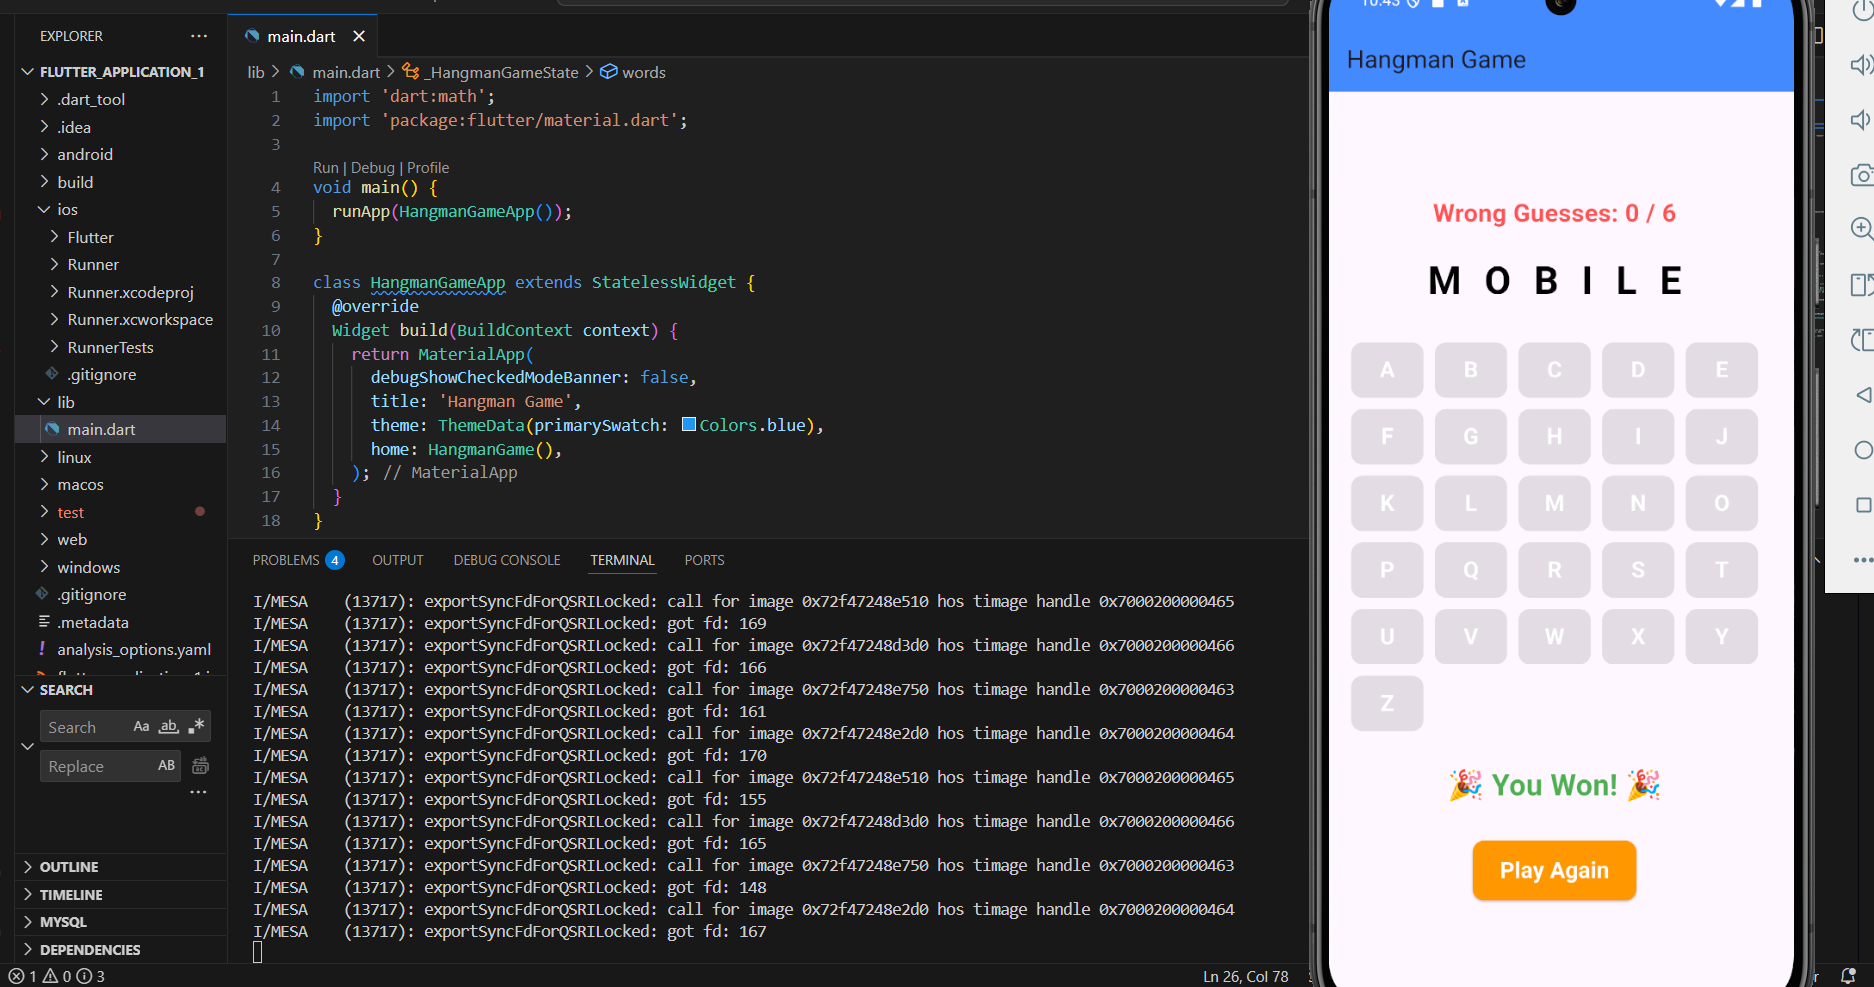 EXPLORER ···
FLUTTER_APPLICATION_1
.dart_tool
.idea
android
build
ios
Flutter
Runner
Runner.xcodeproj
Runner.xcworkspace
RunnerTests
.gitignore
lib
main.dart
linux
macos
test
web
windows
.gitignore
.metadata
analysis_options.yaml
SEARCH
Search Aa ab .*
Replace AB
···
OUTLINE
TIMELINE
MYSQL
DEPENDENCIES
1 0 3
main.dart
lib > main.dart > _HangmanGameState > words
1 import 'dart:math';
2 import 'package:flutter/material.dart';
3
Run | Debug | Profile
4 void main() {
5 runApp(HangmanGameApp());
6 }
7
8 class HangmanGameApp extends StatelessWidget {
9 @override
10 Widget build(BuildContext context) {
11 return MaterialApp(
12 debugShowCheckedModeBanner: false,
13 title: 'Hangman Game',
14 theme: ThemeData(primarySwatch: Colors.blue),
15 home: HangmanGame(),
16 ); // MaterialApp
17 }
18 }
PROBLEMS 4 OUTPUT DEBUG CONSOLE TERMINAL PORTS
I/MESA (13717): exportSyncFdForQSRILocked: call for image 0x72f47248e510 hos timage handle 0x7000200000465
I/MESA (13717): exportSyncFdForQSRILocked: got fd: 169
I/MESA (13717): exportSyncFdForQSRILocked: call for image 0x72f47248d3d0 hos timage handle 0x7000200000466
I/MESA (13717): exportSyncFdForQSRILocked: got fd: 166
I/MESA (13717): exportSyncFdForQSRILocked: call for image 0x72f47248e750 hos timage handle 0x7000200000463
I/MESA (13717): exportSyncFdForQSRILocked: got fd: 161
I/MESA (13717): exportSyncFdForQSRILocked: call for image 0x72f47248e2d0 hos timage handle 0x7000200000464
I/MESA (13717): exportSyncFdForQSRILocked: got fd: 170
I/MESA (13717): exportSyncFdForQSRILocked: call for image 0x72f47248e510 hos timage handle 0x7000200000465
I/MESA (13717): exportSyncFdForQSRILocked: got fd: 155
I/MESA (13717): exportSyncFdForQSRILocked: call for image 0x72f47248d3d0 hos timage handle 0x7000200000466
I/MESA (13717): exportSyncFdForQSRILocked: got fd: 165
I/MESA (13717): exportSyncFdForQSRILocked: call for image 0x72f47248e750 hos timage handle 0x7000200000463
I/MESA (13717): exportSyncFdForQSRILocked: got fd: 148
I/MESA (13717): exportSyncFdForQSRILocked: call for image 0x72f47248e2d0 hos timage handle 0x7000200000464
I/MESA (13717): exportSyncFdForQSRILocked: got fd: 167
Ln 26, Col 78
10:43
Hangman Game
Wrong Guesses: 0 / 6
M O B I L E
A B C D E
F G H I J
K L M N O
P Q R S T
U V W X Y
Z
🎉 You Won! 🎉
Play Again